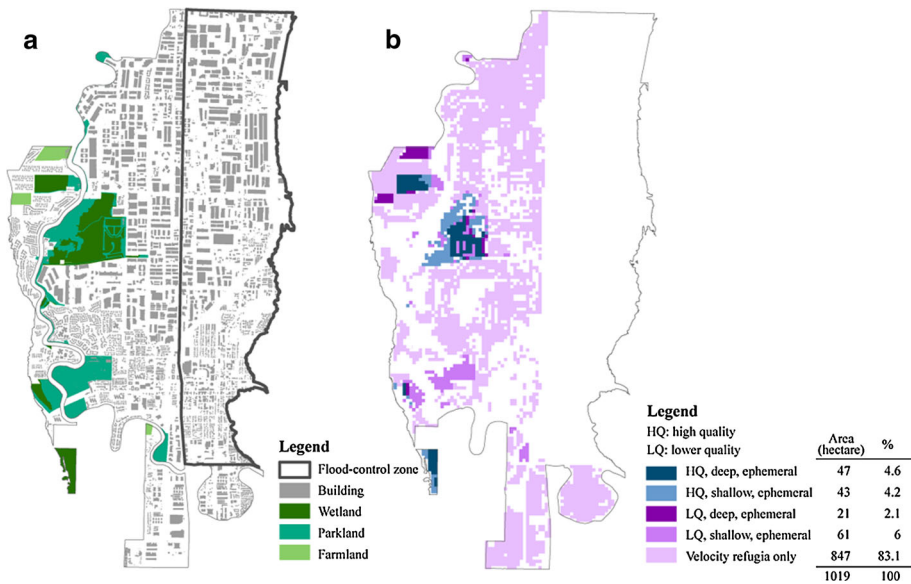 a
Legend
Flood-control zone
Building
Wetland
Parkland
Farmland
b
Legend
HQ: high quality
LQ: lower quality
Area (hectare) %
HQ, deep, ephemeral 47 4.6
HQ, shallow, ephemeral 43 4.2
LQ, deep, ephemeral 21 2.1
LQ, shallow, ephemeral 61 6
Velocity refugia only 847 83.1
1019 100